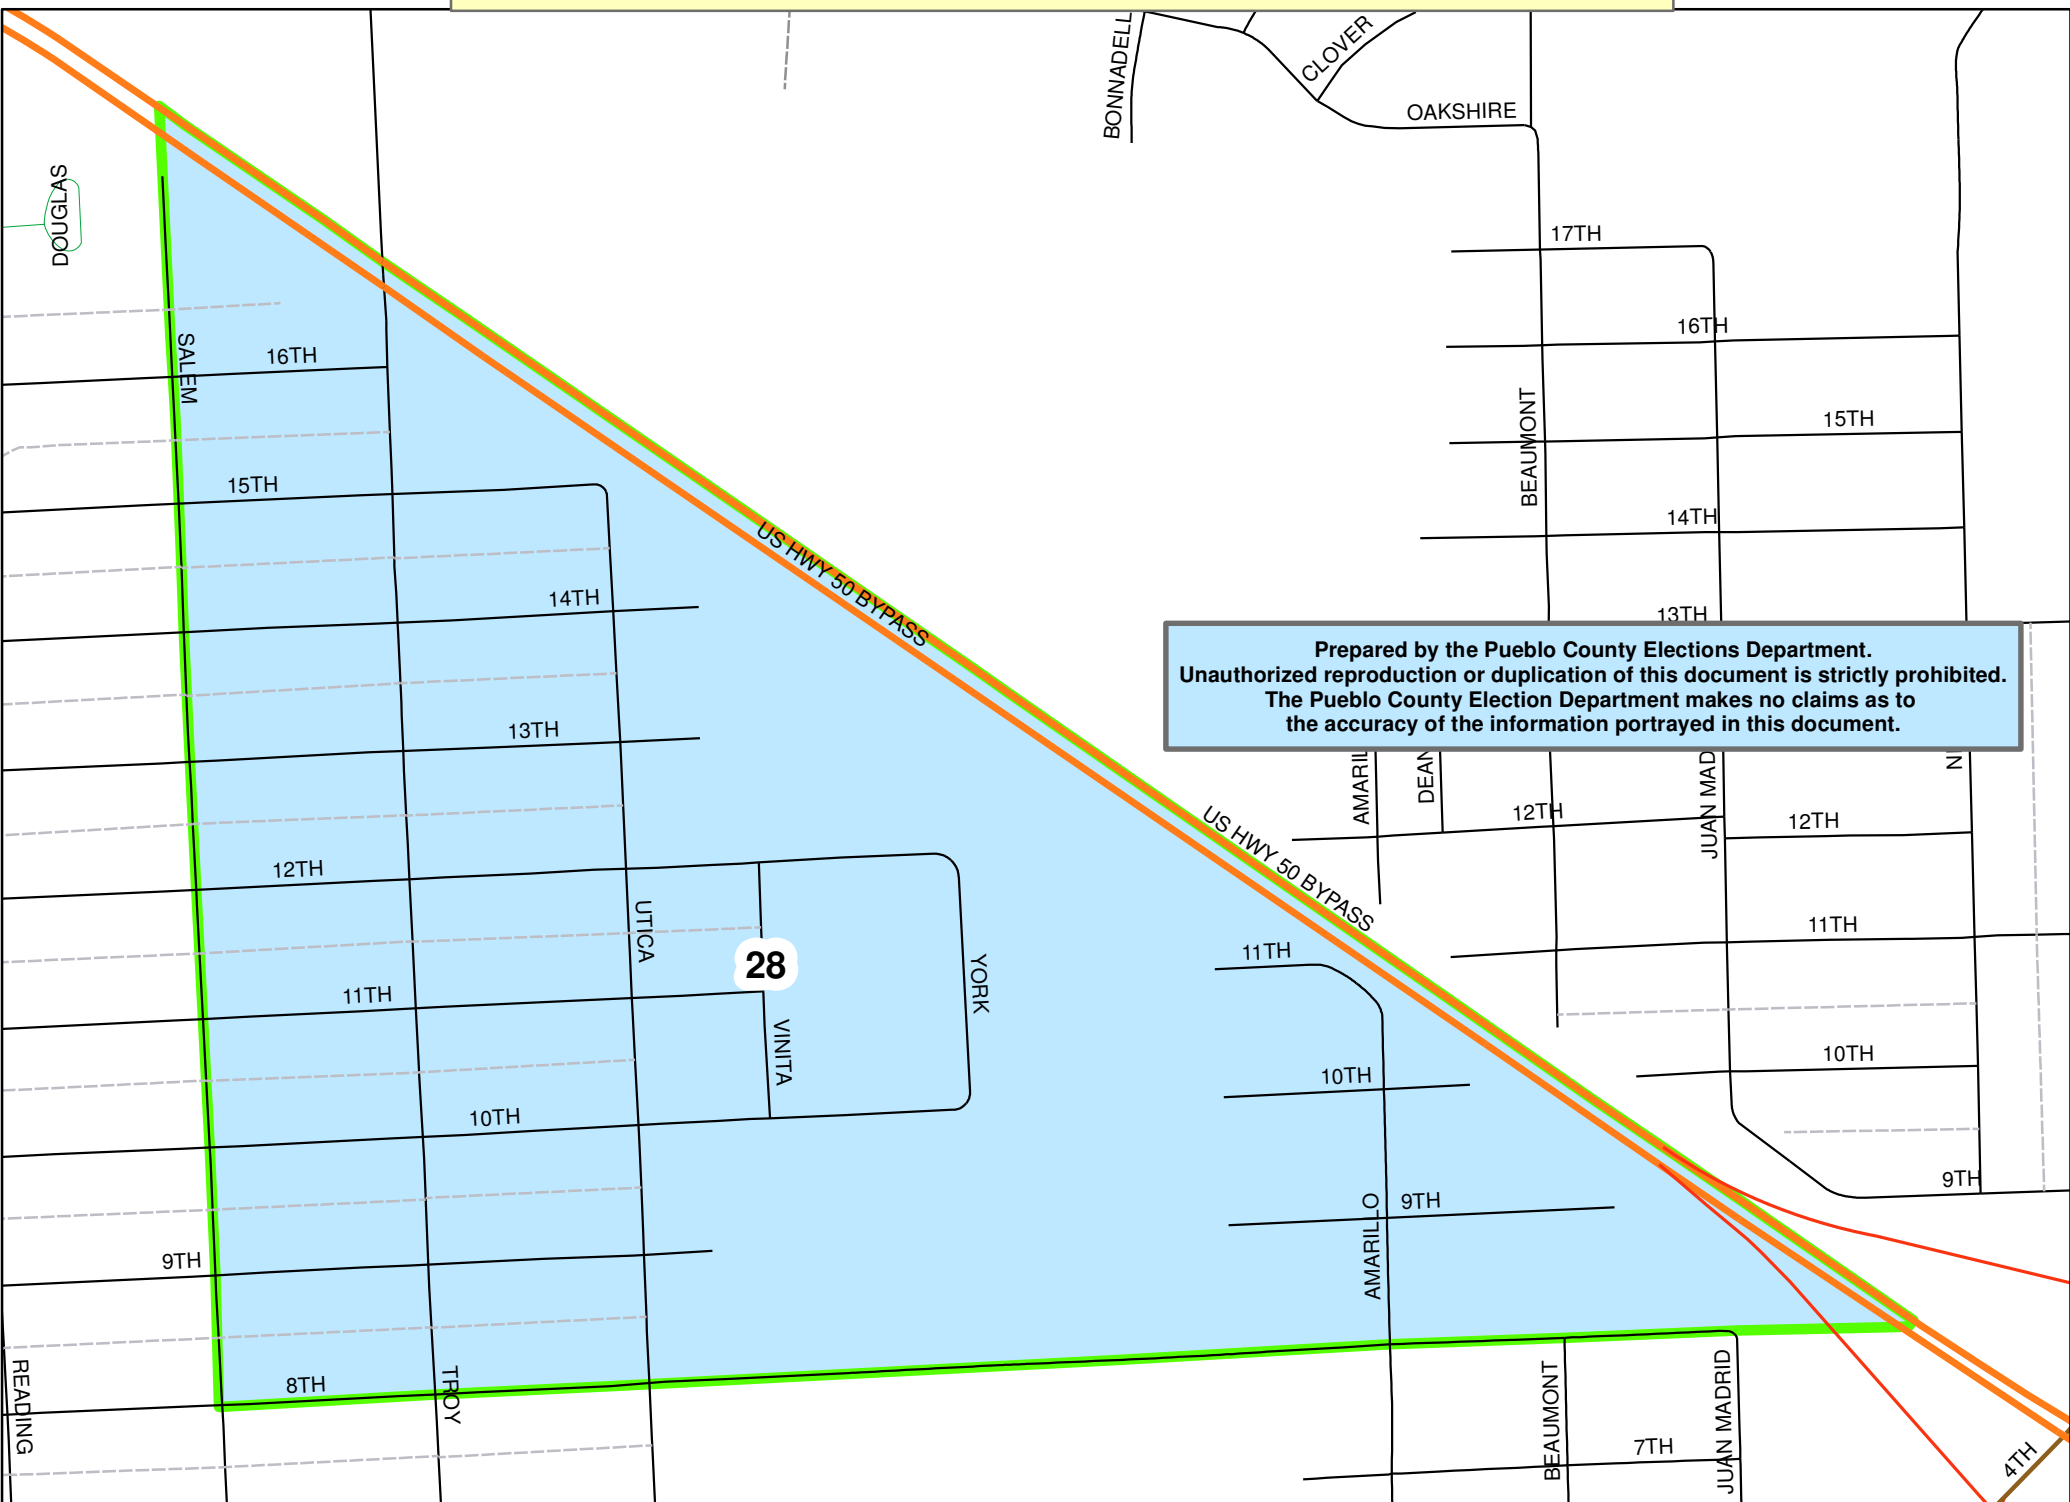 BONNADELL
CLOVER
OAKSHIRE
DOUGLAS
17TH
16TH
SALEM
16TH
BEAUMONT
15TH
15TH
14TH
US HWY 50 BYPASS
14TH
13TH
Prepared by the Pueblo County Elections Department.
Unauthorized reproduction or duplication of this document is strictly prohibited.
The Pueblo County Election Department makes no claims as to
the accuracy of the information portrayed in this document.
13TH
AMARIL
DEAN
JUAN MAD
NI
12TH
12TH
US HWY 50 BYPASS
12TH
UTICA
28
YORK
11TH
11TH
11TH
VINITA
10TH
10TH
10TH
9TH
AMARILLO
9TH
9TH
READING
8TH
TROY
BEAUMONT
JUAN MADRID
7TH
4TH